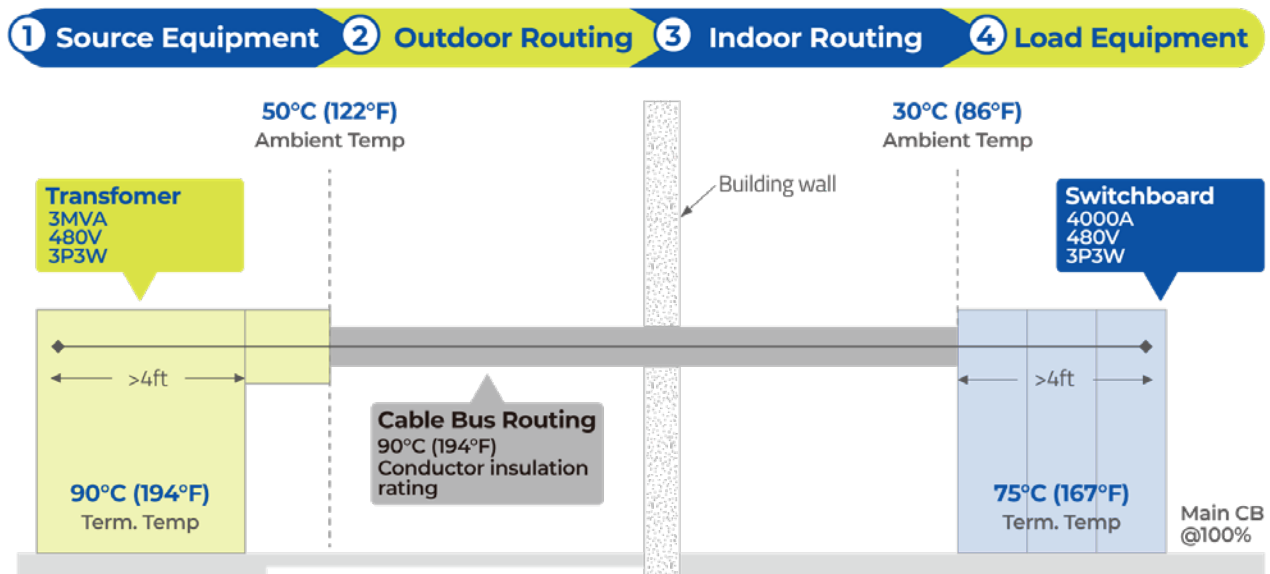 1 Source Equipment 2 Outdoor Routing 3 Indoor Routing 4 Load Equipment
50°C (122°F)
Ambient Temp
30°C (86°F)
Ambient Temp
Building wall
Transfomer
3MVA
480V
3P3W
Switchboard
4000A
480V
3P3W
>4ft
>4ft
Cable Bus Routing
90°C (194°F)
Conductor insulation
rating
90°C (194°F)
Term. Temp
75°C (167°F)
Term. Temp
Main CB
@100%